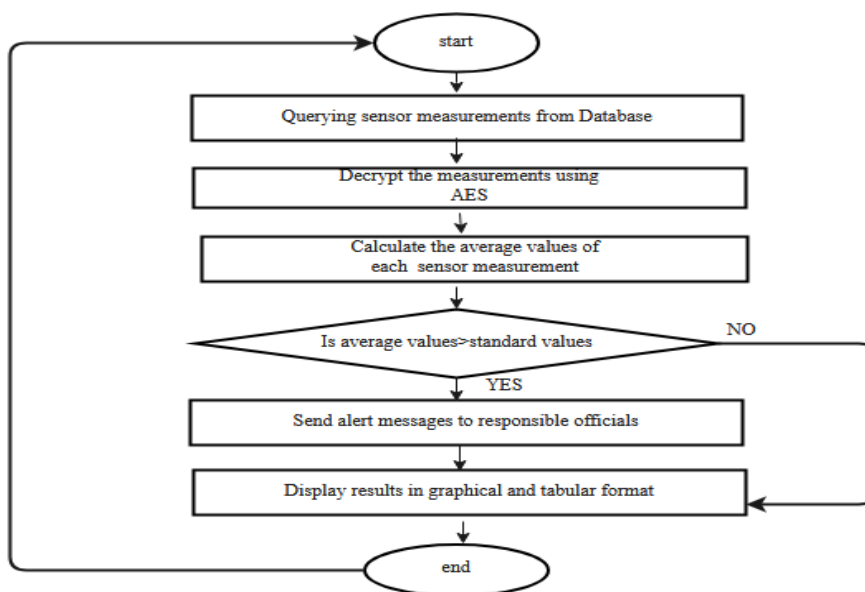 start
Querying sensor measurements from Database
Decrypt the measurements using
AES
Calculate the average values of
each sensor measurement
Is average values>standard values
NO
YES
Send alert messages to responsible officials
Display results in graphical and tabular format
end